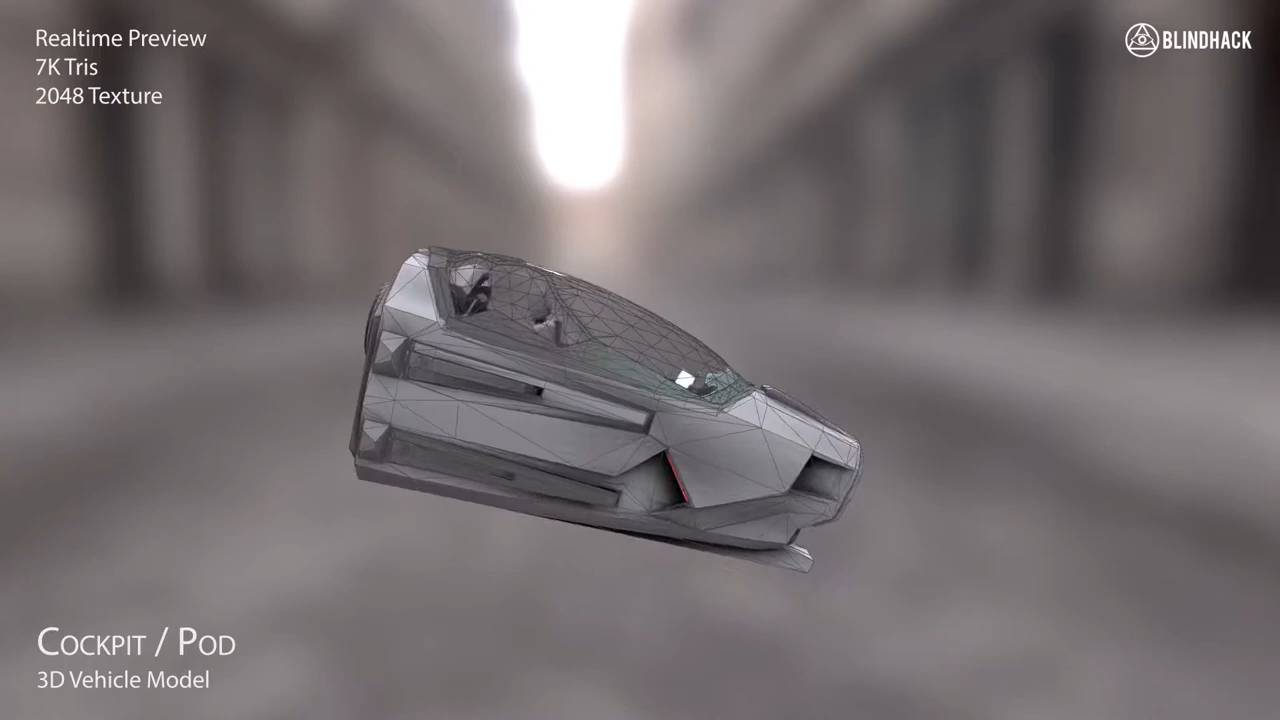 Realtime Preview
7K Tris
2048 Texture
BLINDHACK
Cockpit / Pod
3D Vehicle Model